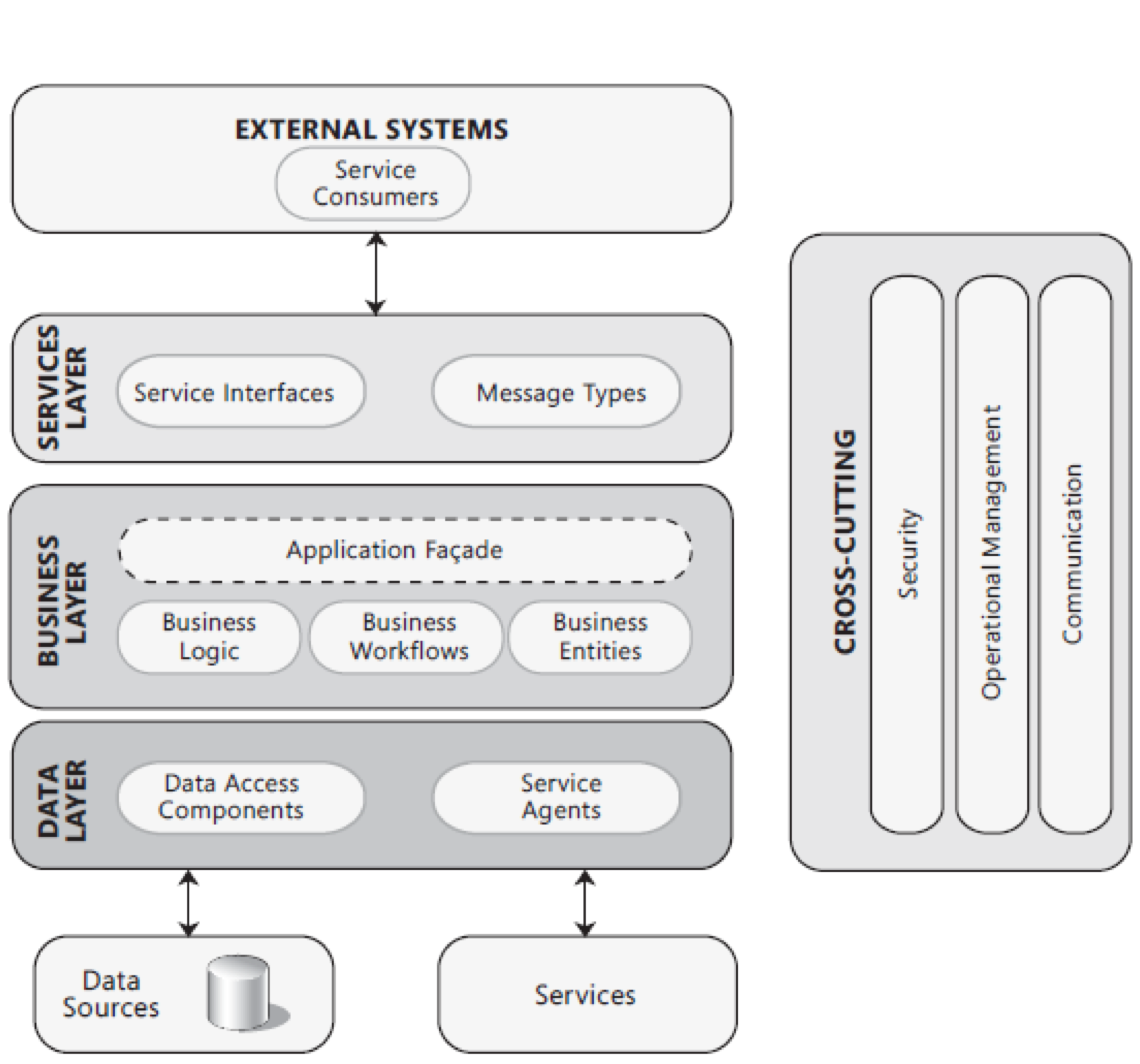 EXTERNAL SYSTEMS
Service
Consumers
SERVICES
LAYER
Service Interfaces
Message Types
BUSINESS
LAYER
Application Façade
Business
Logic
Business
Workflows
Business
Entities
DATA
LAYER
Data Access
Components
Service
Agents
Data
Sources
Services
CROSS-CUTTING
Security
Operational Management
Communication